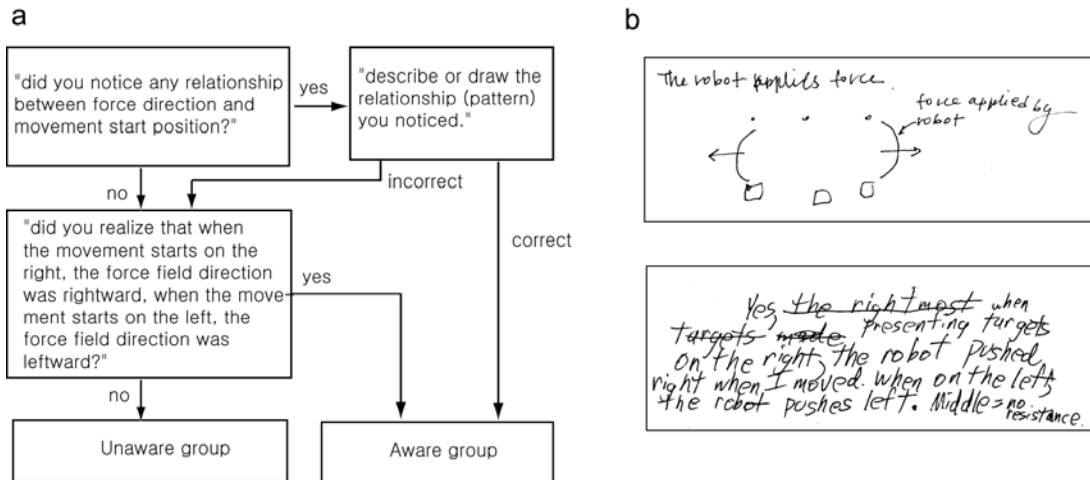 a
"did you notice any relationship
between force direction and
movement start position?"
yes
"describe or draw the
relationship (pattern)
you noticed."
no
incorrect
correct
"did you realize that when
the movement starts on the
right, the force field direction
was rightward, when the move
ment starts on the left, the
force field direction was
leftward?"
yes
no
Unaware group
Aware group
b
The robot applies force.
force applied by
robot
Yes, the rightmost when
targets made presenting targets
on the right, the robot pushed
right when I moved. When on the left,
the robot pushes left. Middle = no
resistance.